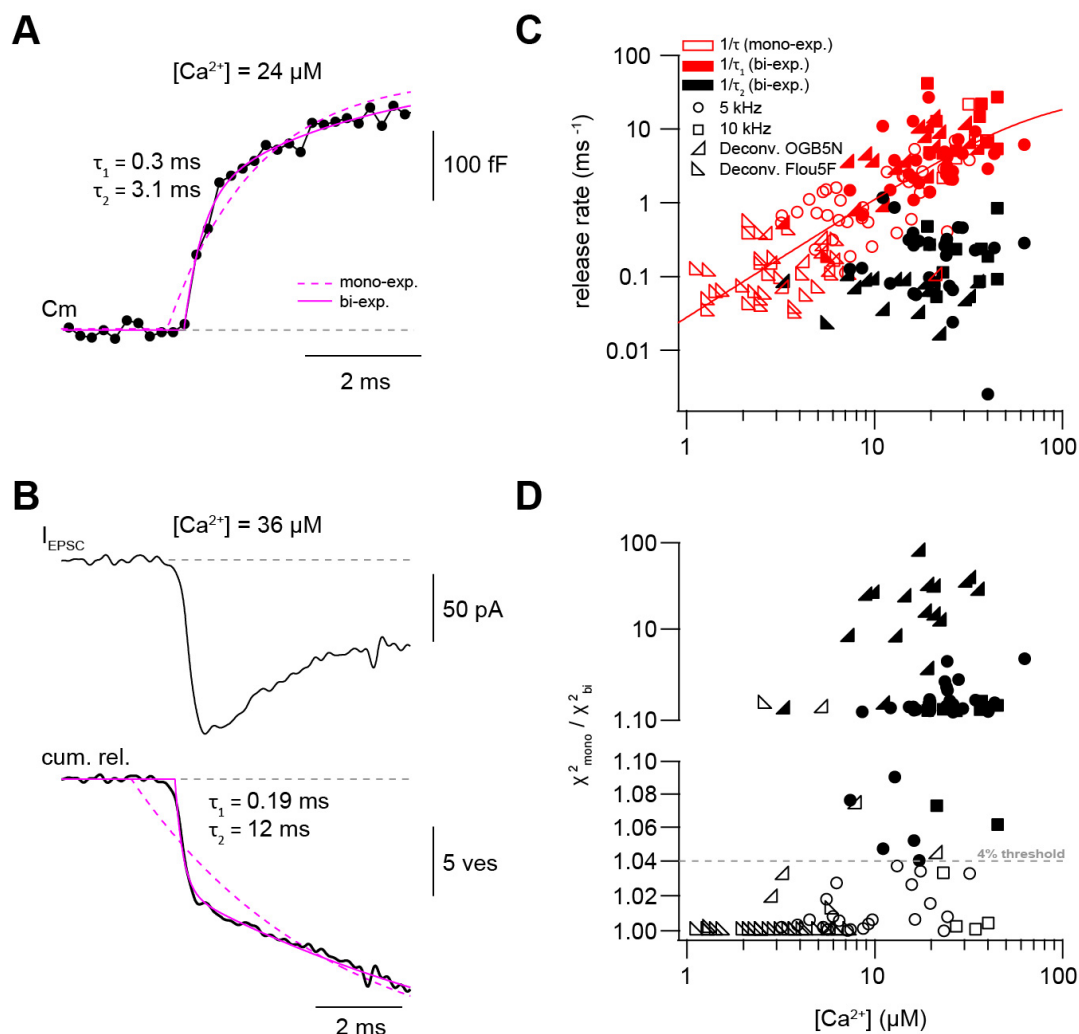 A
[Ca²⁺] = 24 µM
τ₁ = 0.3 ms
τ₂ = 3.1 ms
100 fF
mono-exp.
bi-exp.
Cm
2 ms
B
[Ca²⁺] = 36 µM
I_EPSC
50 pA
cum. rel.
τ₁ = 0.19 ms
τ₂ = 12 ms
5 ves
2 ms
C
1/τ (mono-exp.)
1/τ₁ (bi-exp.)
1/τ₂ (bi-exp.)
5 kHz
10 kHz
Deconv. OGB5N
Deconv. Flou5F
release rate (ms⁻¹)
100
10
1
0.1
0.01
1
10
100
D
χ²mono / χ²bi
100
10
1.10
1.10
1.08
1.06
1.04
1.02
1.00
4% threshold
1
10
100
[Ca²⁺] (µM)